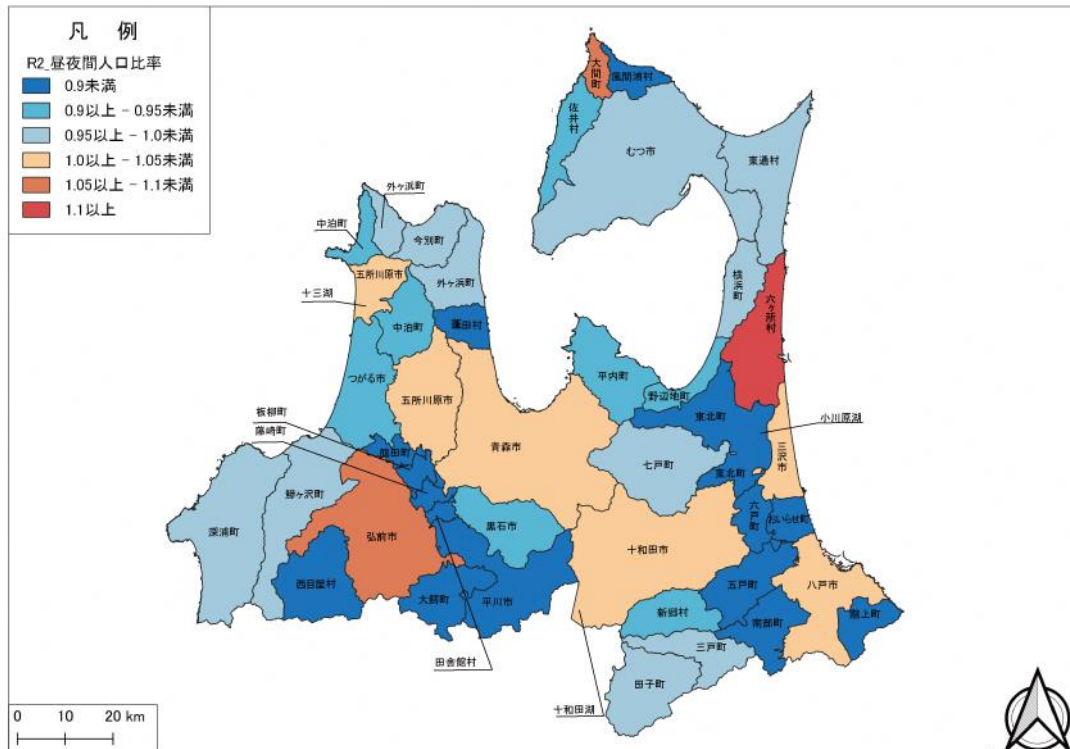 凡 例
R2_昼夜間人口比率
0.9未満
0.9以上 - 0.95未満
0.95以上 - 1.0未満
1.0以上 - 1.05未満
1.05以上 - 1.1未満
1.1以上
大間町
風間浦村
佐井村
むつ市
東通村
外ヶ浜町
中泊町
今別町
五所川原市
外ヶ浜町
横浜町
六ヶ所村
十三湖
中泊町
蓬田村
つがる市
平内町
野辺地町
五所川原市
板柳町
東北町
小川原湖
藤崎町
青森市
鶴田町
七戸町
三沢市
東北町
鰺ヶ沢町
六戸町
おいらせ町
深浦町
黒石市
弘前市
十和田市
八戸市
西目屋村
五戸町
大鰐町
平川市
新郷村
南部町
階上町
三戸町
田舎館村
田子町
十和田湖
0 10 20 km